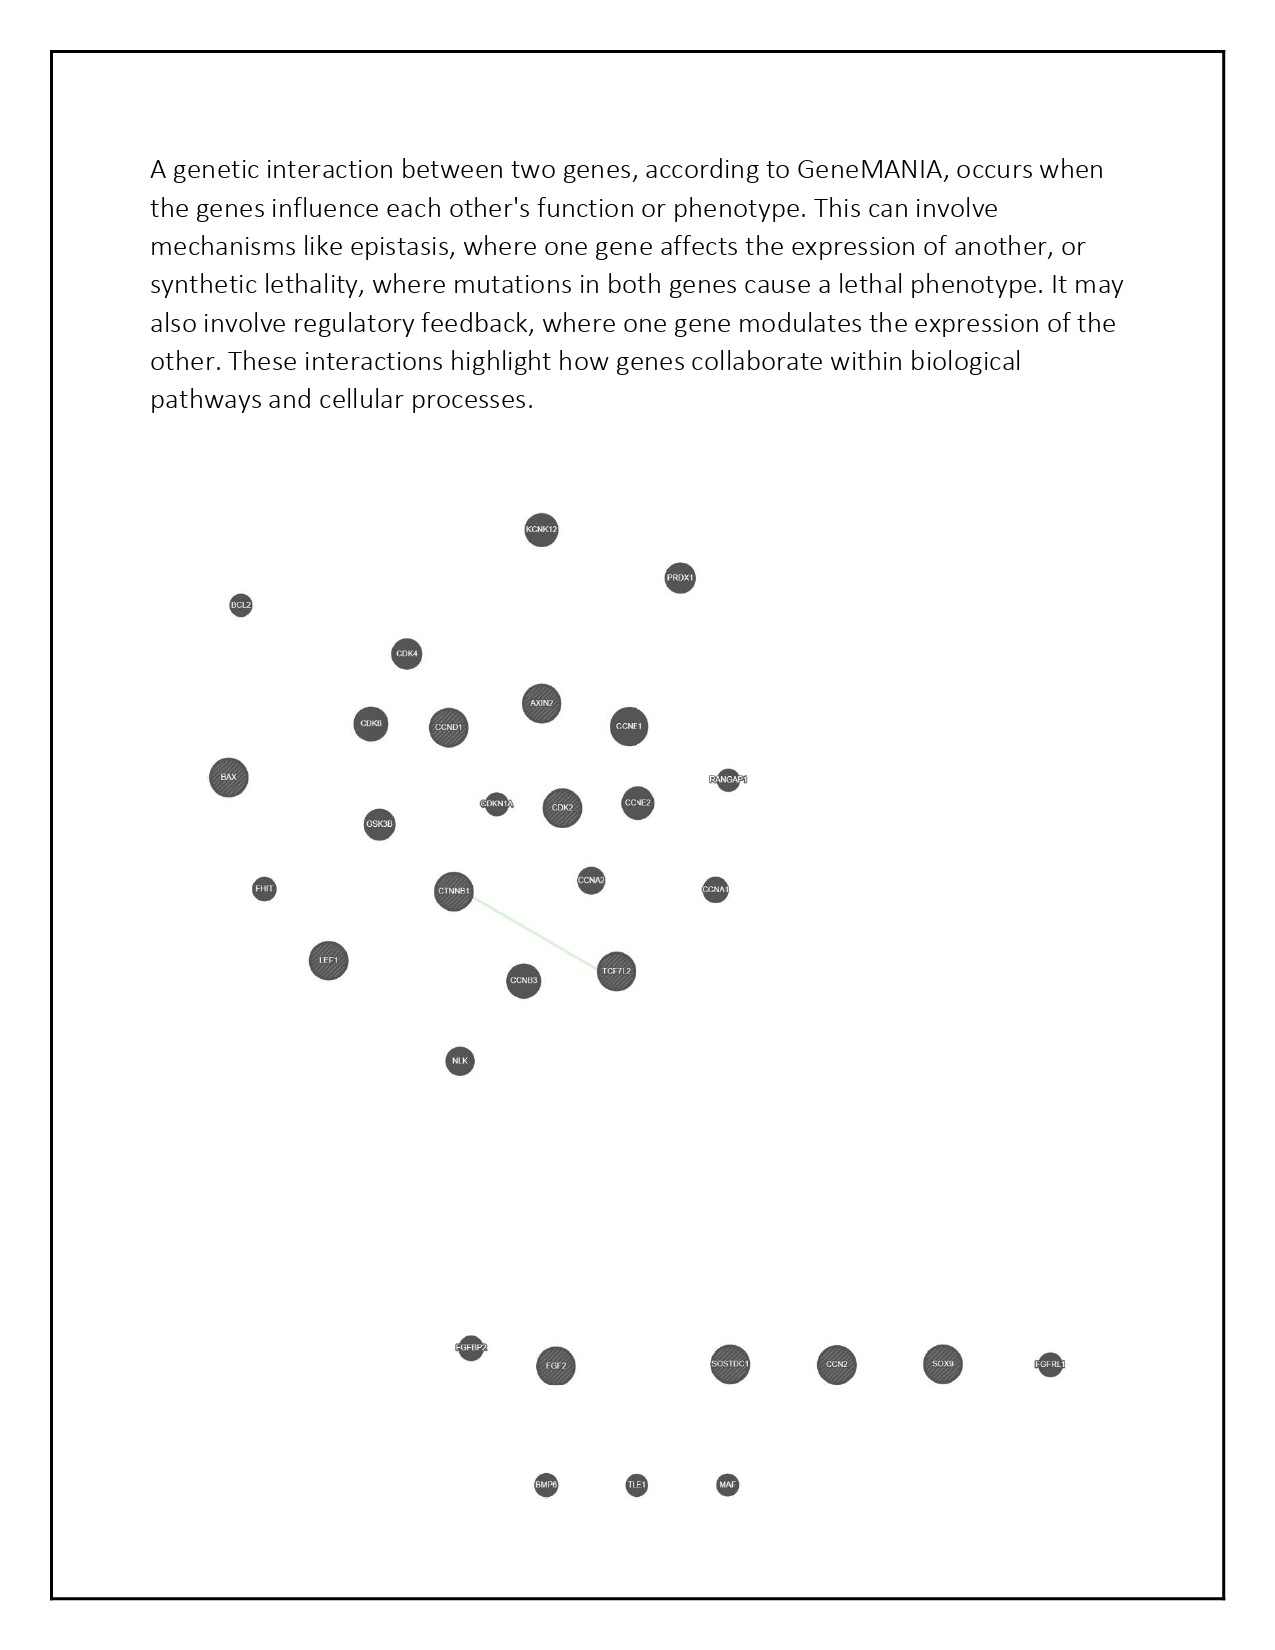 A genetic interaction between two genes, according to GeneMANIA, occurs when
the genes influence each other's function or phenotype. This can involve
mechanisms like epistasis, where one gene affects the expression of another, or
synthetic lethality, where mutations in both genes cause a lethal phenotype. It may
also involve regulatory feedback, where one gene modulates the expression of the
other. These interactions highlight how genes collaborate within biological
pathways and cellular processes.
KCNK12
PRDX1
BCL2
CDK4
AXIN2
CDK6
CCND1
CCNE1
BAX
RANGAP1
CDKN1A
CDK2
CCNE2
GSK3B
FHIT
CTNNB1
CCNA2
CCNA1
LEF1
CCNB3
TCF7L2
NLK
FGFBP2
FGF2
SOSTDC1
CCN2
SOX9
FGFRL1
BMP6
TLE1
MAF